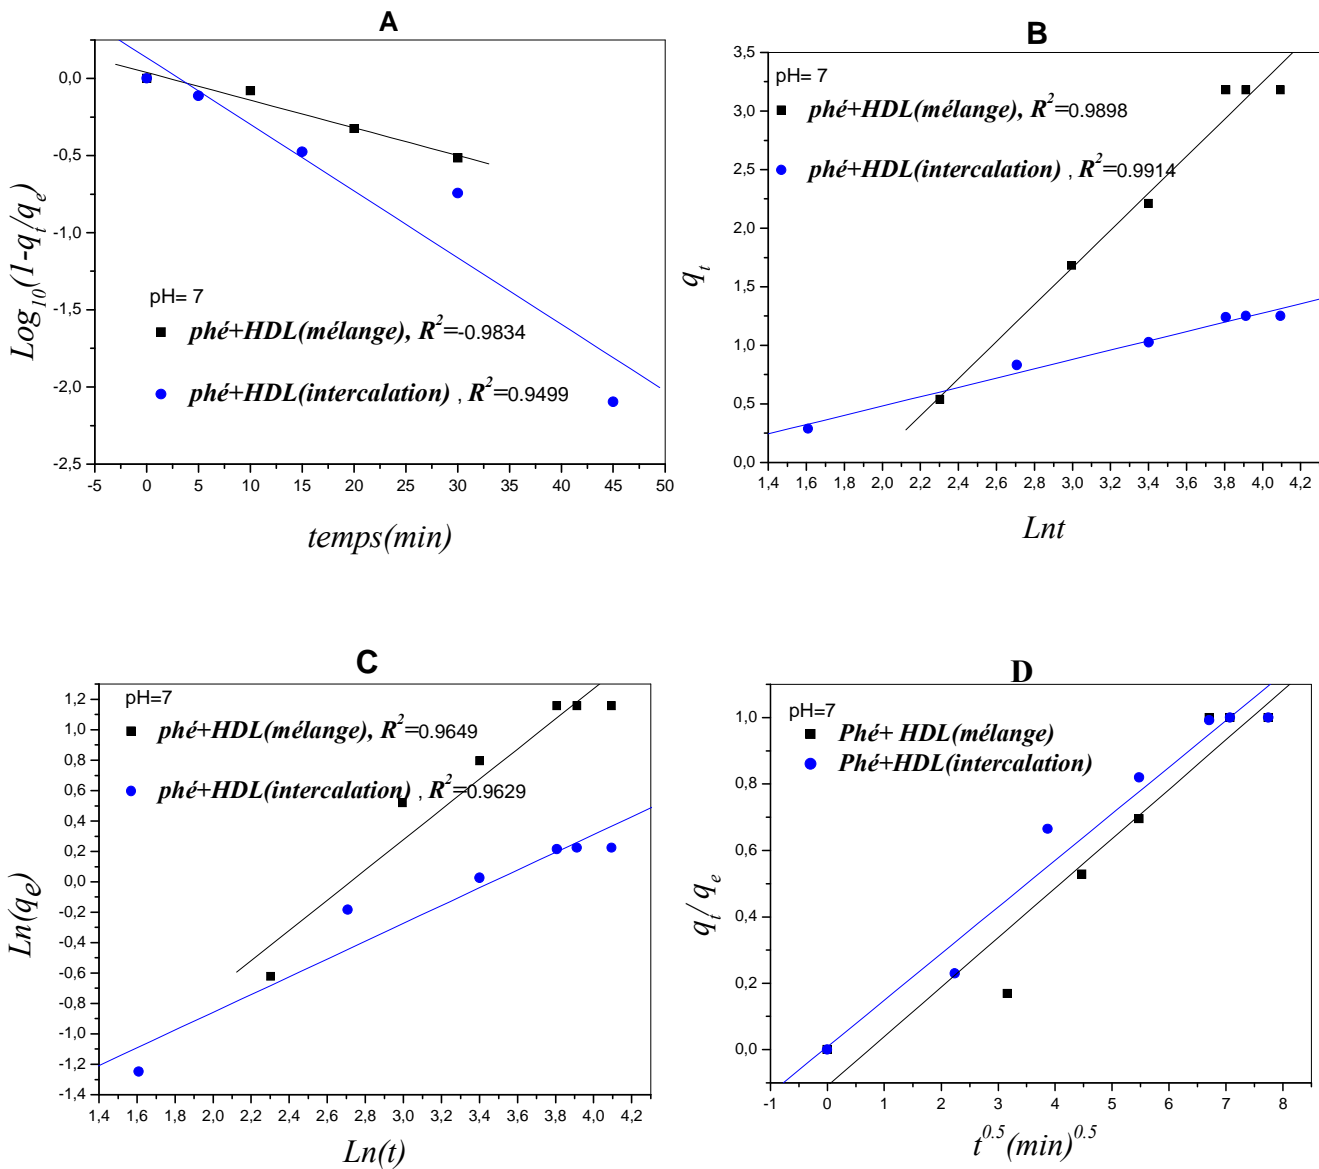 A
0,0
-0,5
-1,0
-1,5
-2,0
-2,5
Log10(1-qt/qe)
pH= 7
phé+HDL(mélange), R2=-0.9834
phé+HDL(intercalation) , R2=0.9499
-5 0 5 10 15 20 25 30 35 40 45 50
temps(min)
B
3,5
3,0
2,5
2,0
1,5
1,0
0,5
0,0
qt
pH= 7
phé+HDL(mélange), R2=0.9898
phé+HDL(intercalation) , R2=0.9914
1,4 1,6 1,8 2,0 2,2 2,4 2,6 2,8 3,0 3,2 3,4 3,6 3,8 4,0 4,2
Lnt
C
1,2
1,0
0,8
0,6
0,4
0,2
0,0
-0,2
-0,4
-0,6
-0,8
-1,0
-1,2
-1,4
Ln(qe)
pH=7
phé+HDL(mélange), R2=0.9649
phé+HDL(intercalation) , R2=0.9629
1,4 1,6 1,8 2,0 2,2 2,4 2,6 2,8 3,0 3,2 3,4 3,6 3,8 4,0 4,2
Ln(t)
D
1,0
0,8
0,6
0,4
0,2
0,0
qt/qe
pH=7
Phé+ HDL(mélange)
Phé+HDL(intercalation)
-1 0 1 2 3 4 5 6 7 8
t0.5(min)0.5